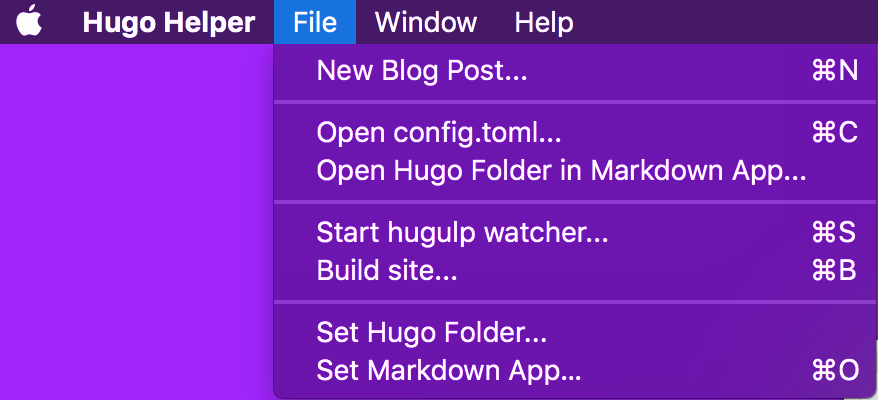 Hugo Helper File Window Help
New Blog Post... ⌘N
Open config.toml... ⌘C
Open Hugo Folder in Markdown App...
Start hugulp watcher... ⌘S
Build site... ⌘B
Set Hugo Folder...
Set Markdown App... ⌘O